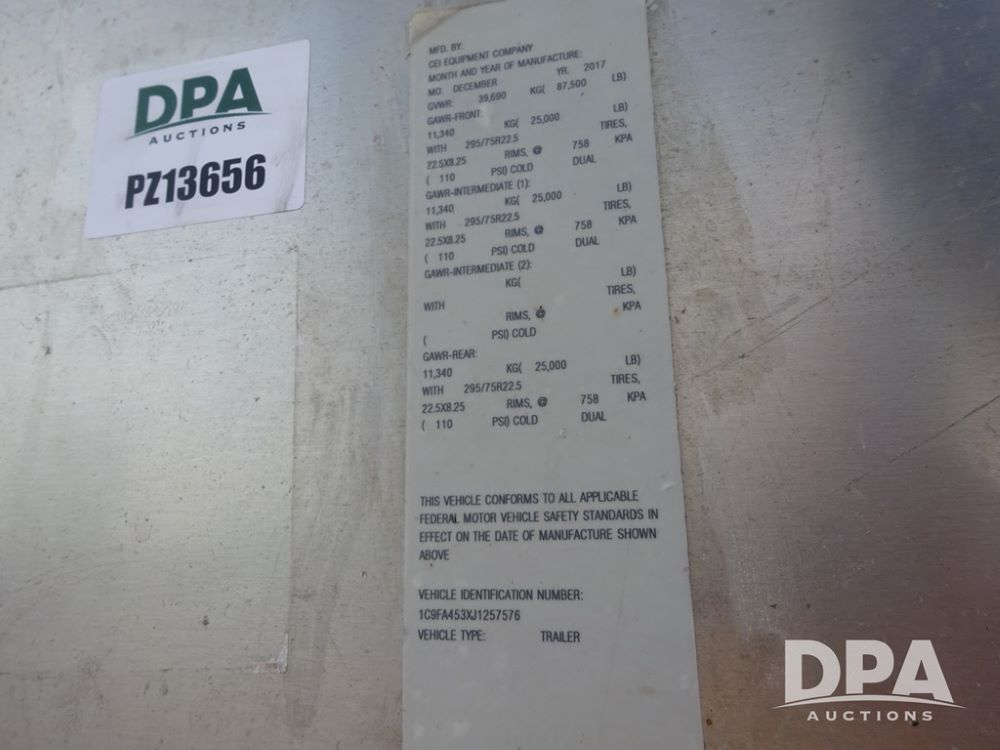 DPA
AUCTIONS
PZ13656
MFD. BY:
CEI EQUIPMENT COMPANY
MONTH AND YEAR OF MANUFACTURE:
MO. DECEMBER YR. 2017
GVWR: 39,690 KG( 87,500 LB)
GAWR-FRONT:
11,340 KG( 25,000 LB)
WITH 295/75R22.5 TIRES,
22.5X8.25 RIMS, @ 758 KPA
( 110 PSI) COLD DUAL
GAWR-INTERMEDIATE (1):
11,340 KG( 25,000 LB)
WITH 295/75R22.5 TIRES,
22.5X8.25 RIMS, @ 758 KPA
( 110 PSI) COLD DUAL
GAWR-INTERMEDIATE (2):
KG( LB)
WITH TIRES,
RIMS, @ KPA
( PSI) COLD
GAWR-REAR:
11,340 KG( 25,000 LB)
WITH 295/75R22.5 TIRES,
22.5X8.25 RIMS, @ 758 KPA
( 110 PSI) COLD DUAL
THIS VEHICLE CONFORMS TO ALL APPLICABLE
FEDERAL MOTOR VEHICLE SAFETY STANDARDS IN
EFFECT ON THE DATE OF MANUFACTURE SHOWN
ABOVE
VEHICLE IDENTIFICATION NUMBER:
1C9FA453XJ1257576
VEHICLE TYPE: TRAILER
DPA
AUCTIONS